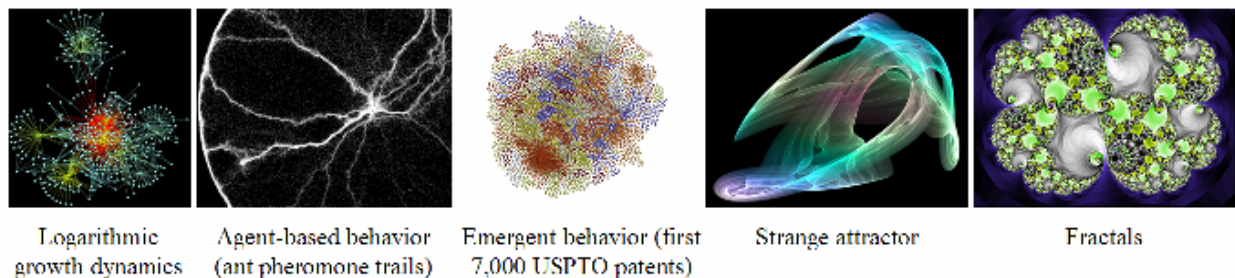 Logarithmic
growth dynamics
Agent-based behavior
(ant pheromone trails)
Emergent behavior (first
7,000 USPTO patents)
Strange attractor
Fractals